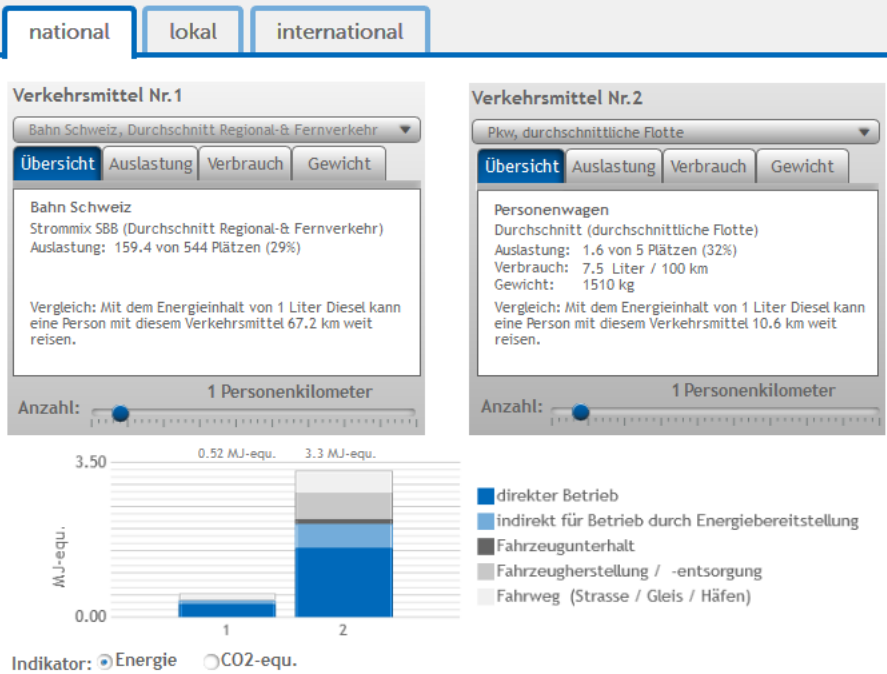 national
lokal
international
Verkehrsmittel Nr.1
Bahn Schweiz, Durchschnitt Regional-& Fernverkehr
Übersicht Auslastung Verbrauch Gewicht
Bahn Schweiz
Strommix SBB (Durchschnitt Regional-& Fernverkehr)
Auslastung: 159.4 von 544 Plätzen (29%)
Vergleich: Mit dem Energieinhalt von 1 Liter Diesel kann
eine Person mit diesem Verkehrsmittel 67.2 km weit
reisen.
1 Personenkilometer
Anzahl:
Verkehrsmittel Nr.2
Pkw, durchschnittliche Flotte
Übersicht Auslastung Verbrauch Gewicht
Personenwagen
Durchschnitt (durchschnittliche Flotte)
Auslastung: 1.6 von 5 Plätzen (32%)
Verbrauch: 7.5 Liter / 100 km
Gewicht: 1510 kg
Vergleich: Mit dem Energieinhalt von 1 Liter Diesel kann
eine Person mit diesem Verkehrsmittel 10.6 km weit
reisen.
1 Personenkilometer
Anzahl:
0.52 MJ-equ. 3.3 MJ-equ.
3.50
MJ-equ.
0.00
1 2
direkter Betrieb
indirekt für Betrieb durch Energiebereitstellung
Fahrzeugunterhalt
Fahrzeugherstellung / -entsorgung
Fahrweg (Strasse / Gleis / Häfen)
Indikator: Energie CO2-equ.